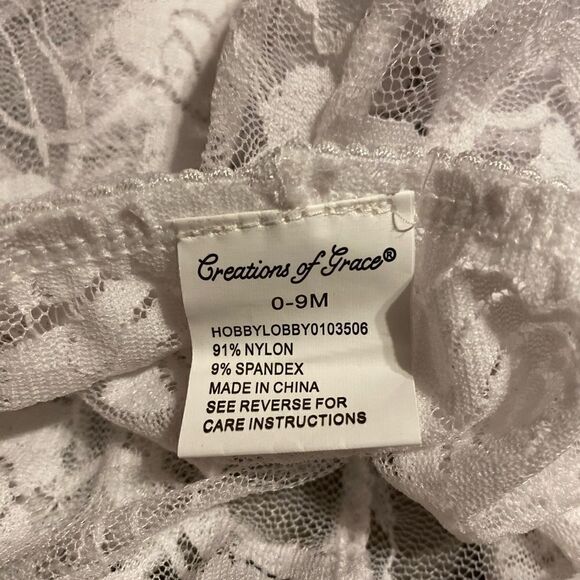 Creations of Grace®
0-9M
HOBBYLOBBY0103506
91% NYLON
9% SPANDEX
MADE IN CHINA
SEE REVERSE FOR
CARE INSTRUCTIONS